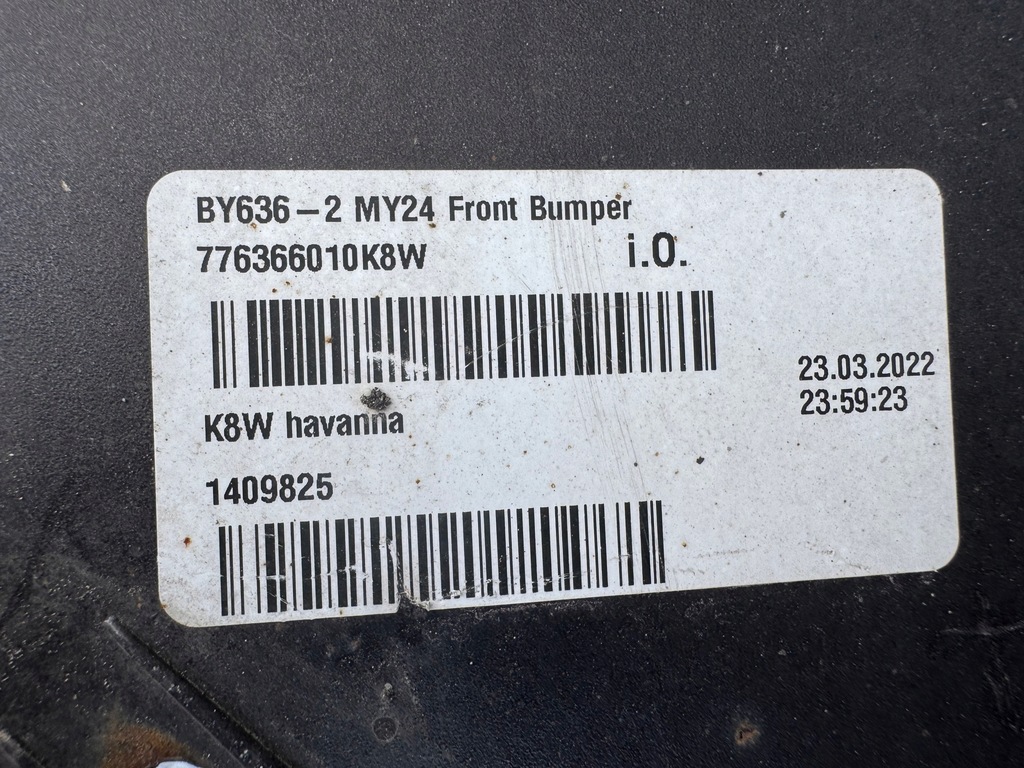 BY636-2 MY24 Front Bumper
776366010K8W
i.O.
23.03.2022
23:59:23
K8W havanna
1409825